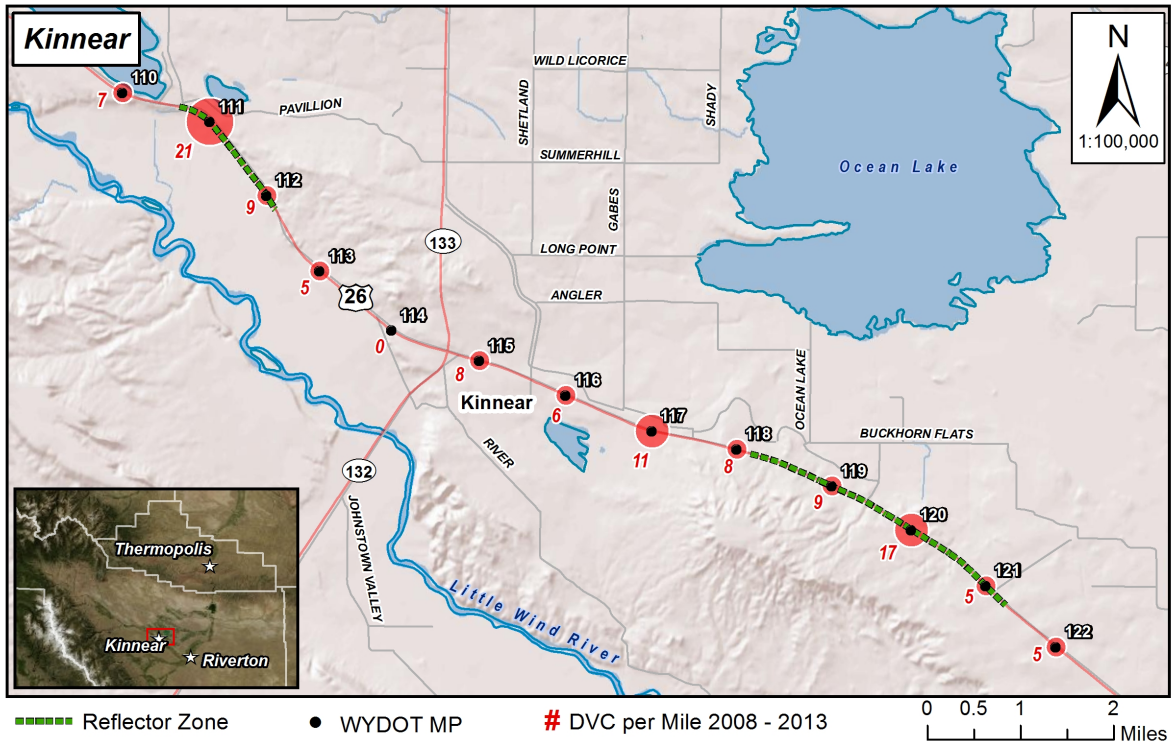 Kinnear
N
1:100,000
110
7
111
21
PAVILLION
112
9
113
5
26
114
0
133
115
8
Kinnear
116
6
117
11
118
8
119
9
120
17
121
5
122
5
WILD LICORICE
SHETLAND
SHADY
SUMMERHILL
GABES
LONG POINT
ANGLER
Ocean Lake
OCEAN LAKE
BUCKHORN FLATS
RIVER
132
JOHNSTOWN VALLEY
Little Wind River
Thermopolis
Kinnear
Riverton
Reflector Zone
WYDOT MP
# DVC per Mile 2008 - 2013
0 0.5 1 2
Miles